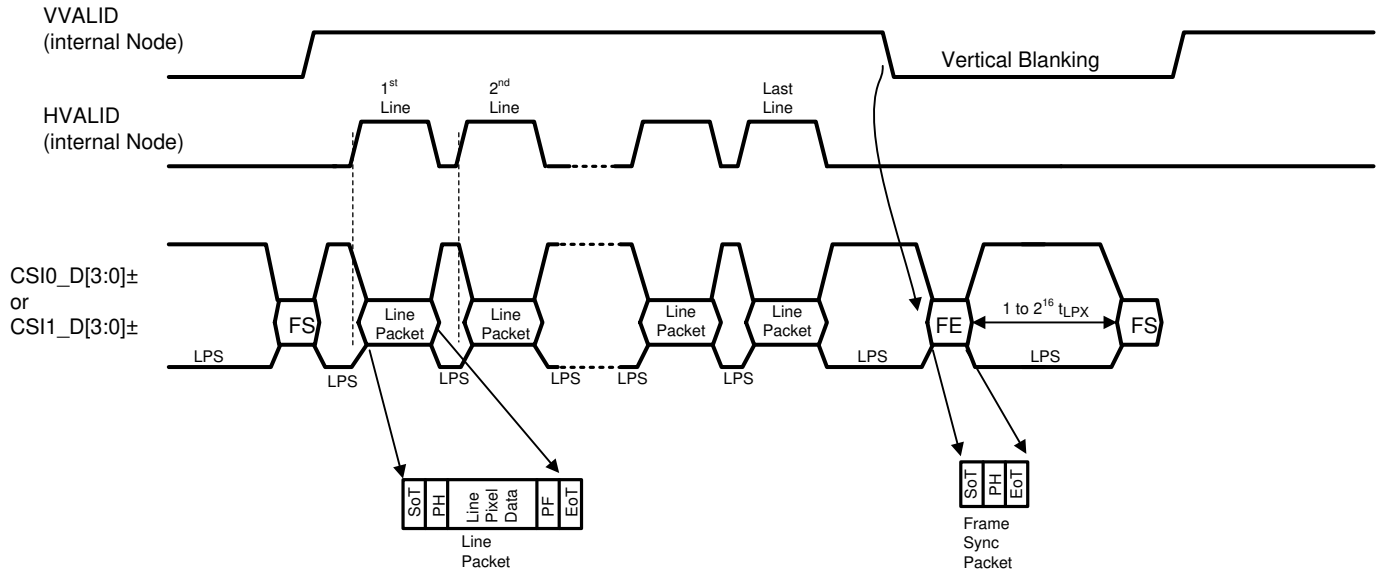 VVALID
(internal Node)
Vertical Blanking
HVALID
(internal Node)
1st
Line
2nd
Line
Last
Line
CSI0_D[3:0]±
or
CSI1_D[3:0]±
LPS
FS
LPS
Line
Packet
LPS
Line
Packet
LPS
LPS
Line
Packet
LPS
Line
Packet
LPS
FE
1 to 2^16 tLPX
LPS
FS
SoT
PH
Line
Pixel
Data
PF
EoT
Line
Packet
SoT
PH
EoT
Frame
Sync
Packet